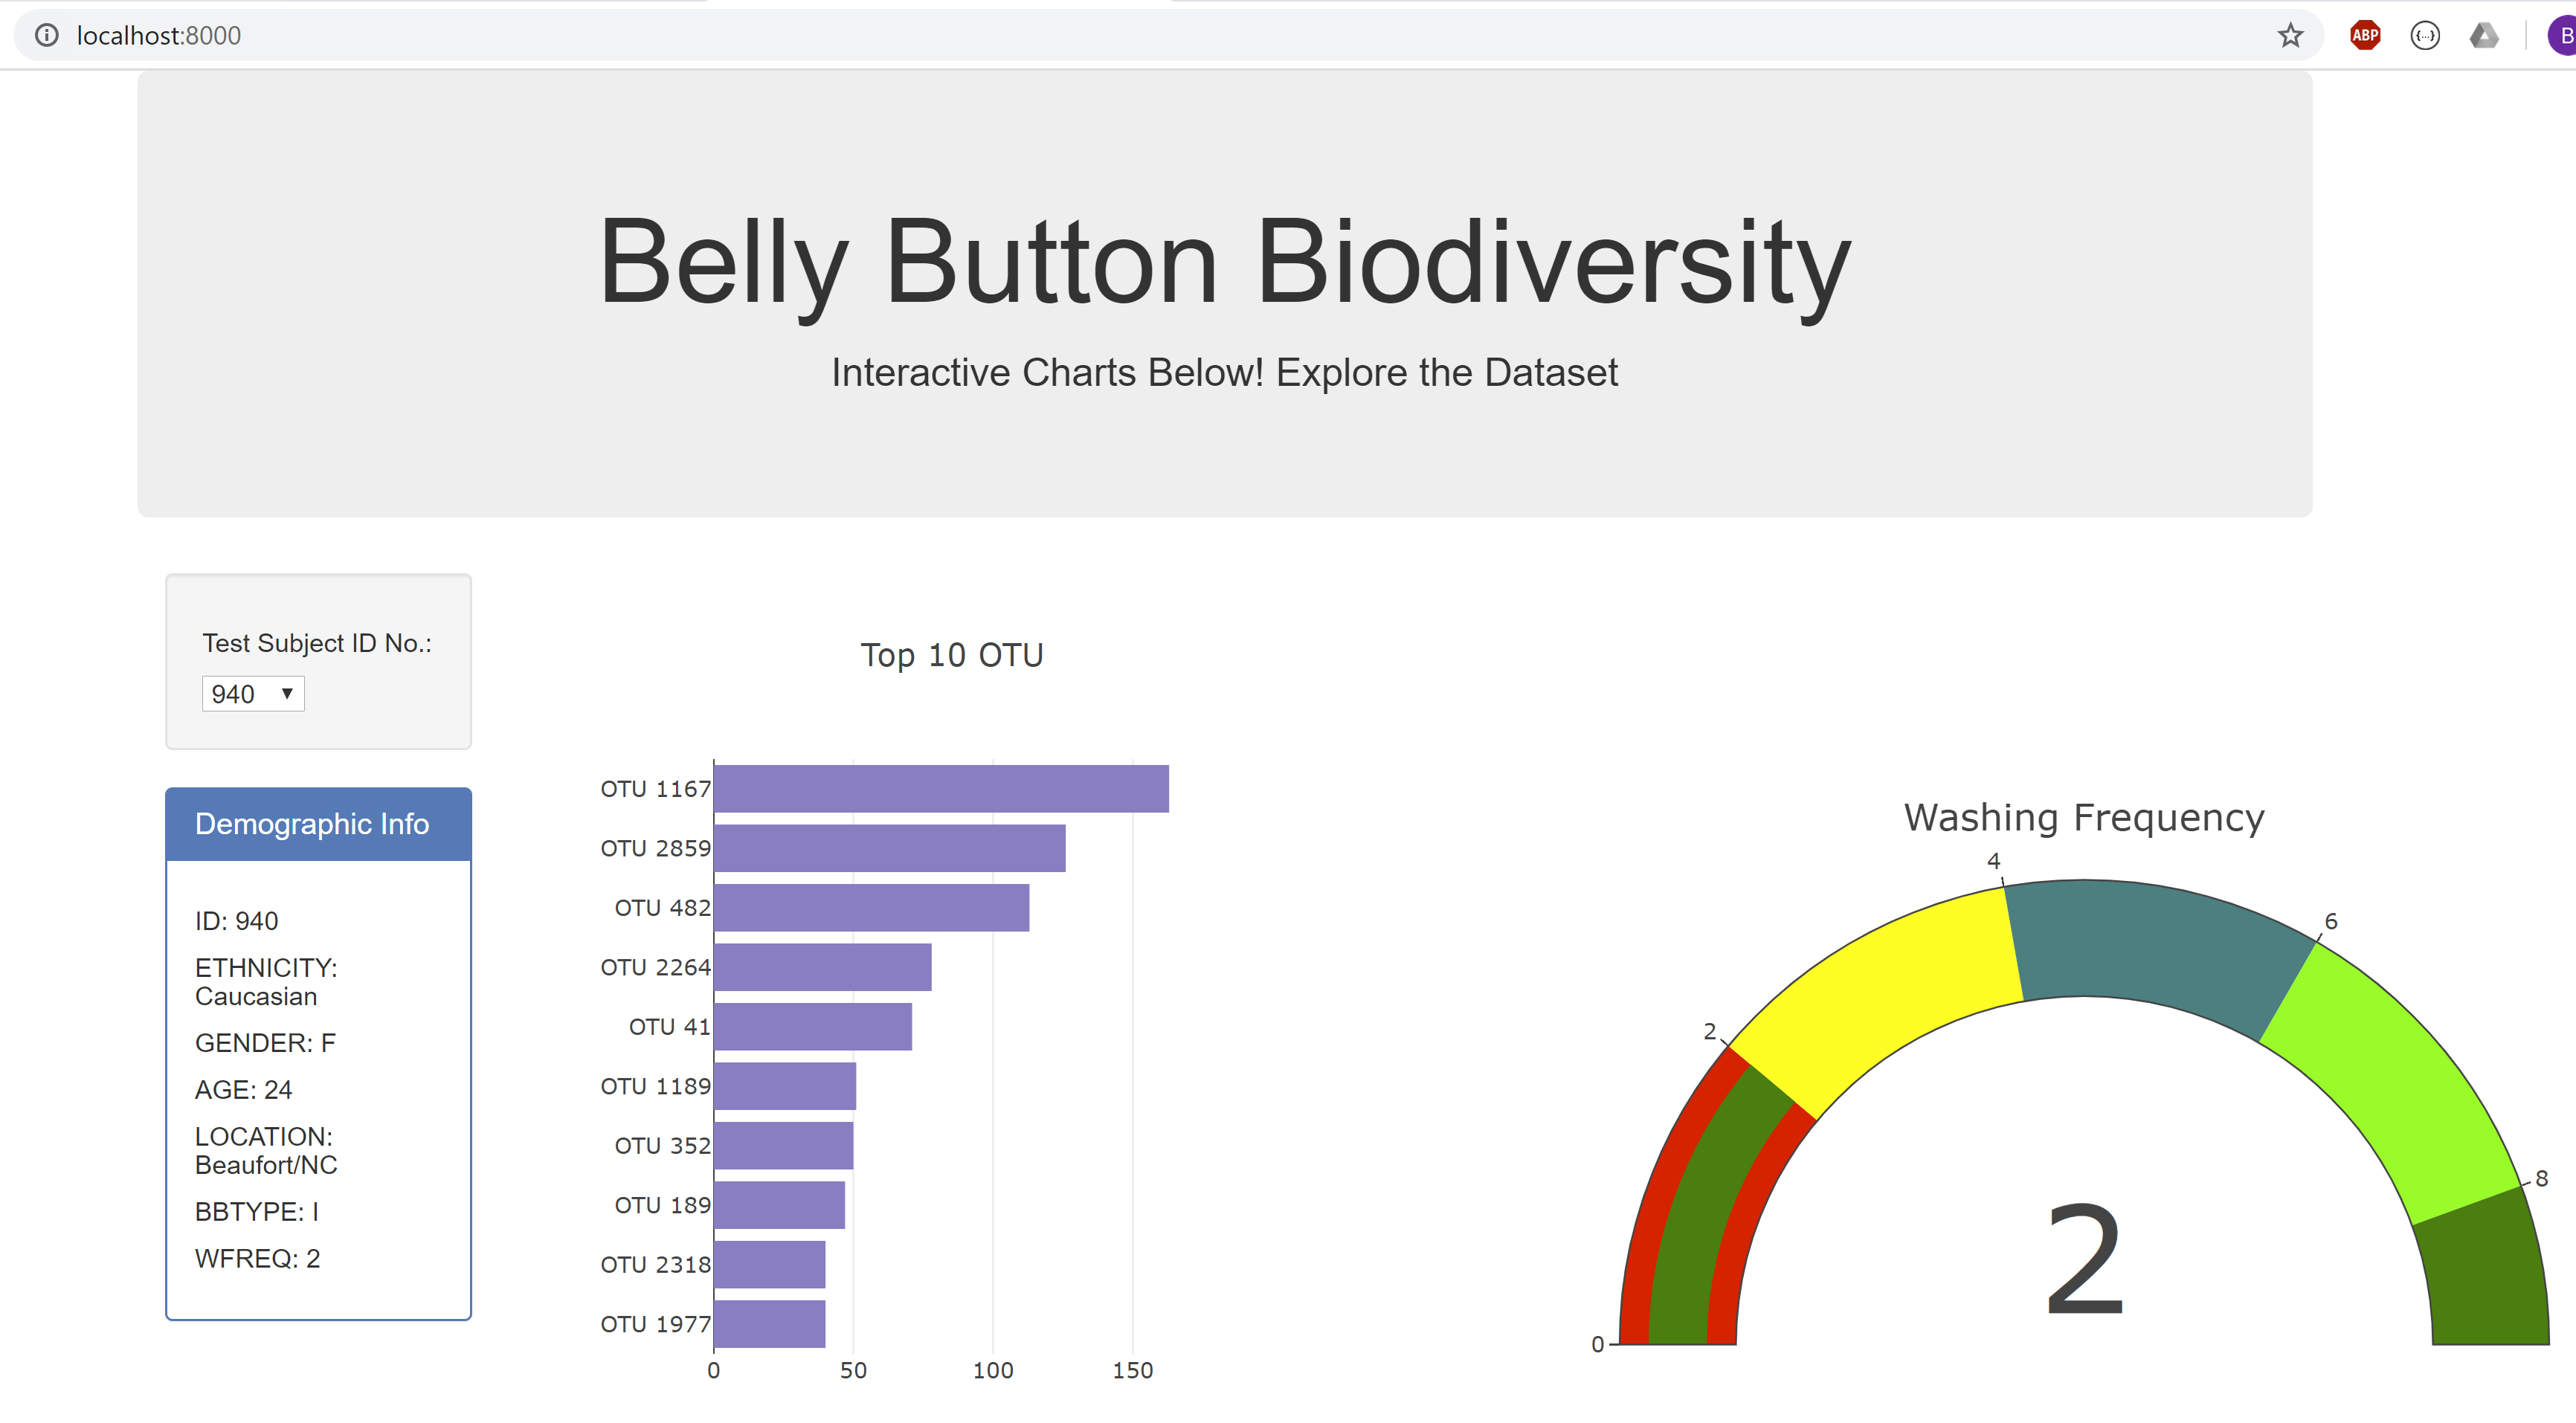 localhost:8000
ABP
{...}
B
Belly Button Biodiversity
Interactive Charts Below! Explore the Dataset
Test Subject ID No.:
940
Demographic Info
ID: 940
ETHNICITY:
Caucasian
GENDER: F
AGE: 24
LOCATION:
Beaufort/NC
BBTYPE: I
WFREQ: 2
Top 10 OTU
OTU 1167
OTU 2859
OTU 482
OTU 2264
OTU 41
OTU 1189
OTU 352
OTU 189
OTU 2318
OTU 1977
0 50 100 150
Washing Frequency
0
2
4
6
8
2